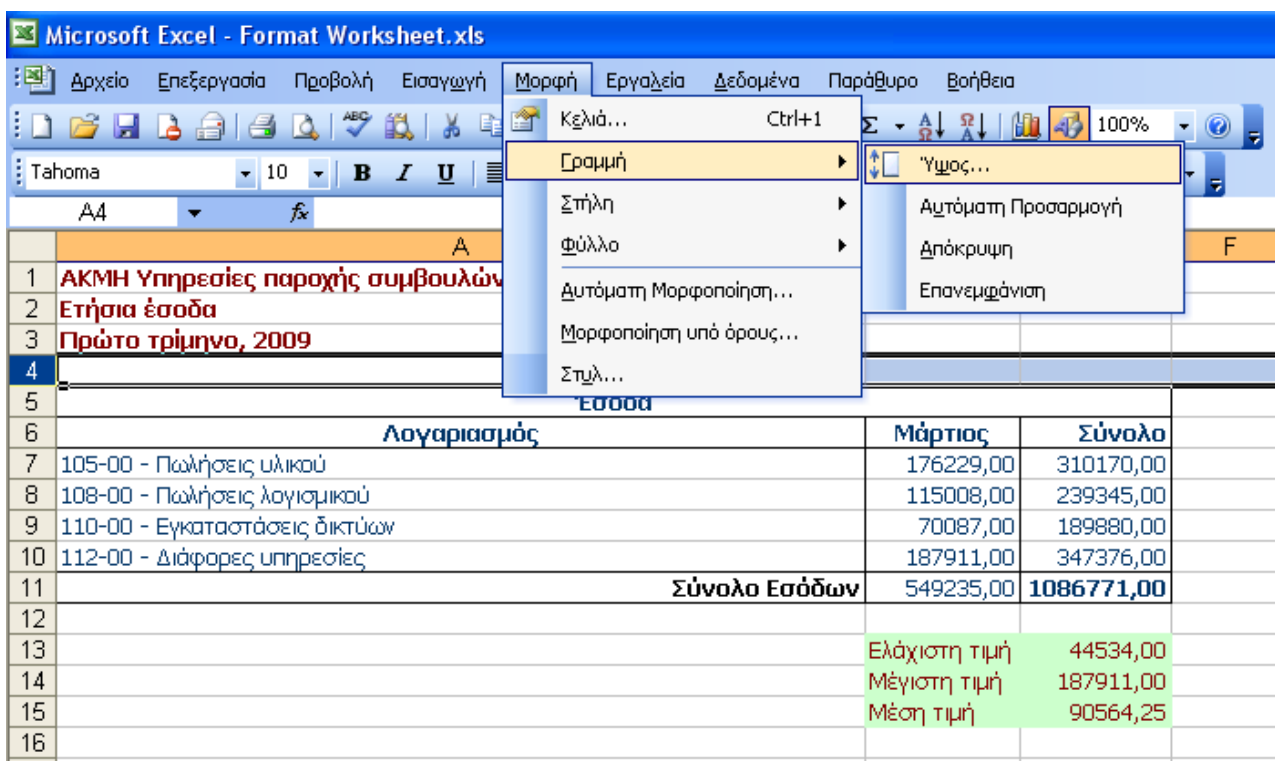 Microsoft Excel - Format Worksheet.xls
Αρχείο Επεξεργασία Προβολή Εισαγωγή Μορφή Εργαλεία Δεδομένα Παράθυρο Βοήθεια
Κελιά... Ctrl+1
100%
Tahoma 10 B I U
Γραμμή
Ύψος...
A4 fx
Στήλη
Αυτόματη Προσαρμογή
Φύλλο
Απόκρυψη
A F
Αυτόματη Μορφοποίηση...
Επανεμφάνιση
Μορφοποίηση υπό όρους...
Στυλ...
1 ΑΚΜΗ Υπηρεσίες παροχής συμβουλών
2 Ετήσια έσοδα
3 Πρώτο τρίμηνο, 2009
4
5 Έσοδα
6 Λογαριασμός Μάρτιος Σύνολο
7 105-00 - Πωλήσεις υλικού 176229,00 310170,00
8 108-00 - Πωλήσεις λογισμικού 115008,00 239345,00
9 110-00 - Εγκαταστάσεις δικτύων 70087,00 189880,00
10 112-00 - Διάφορες υπηρεσίες 187911,00 347376,00
11 Σύνολο Εσόδων 549235,00 1086771,00
12
13 Ελάχιστη τιμή 44534,00
14 Μέγιστη τιμή 187911,00
15 Μέση τιμή 90564,25
16